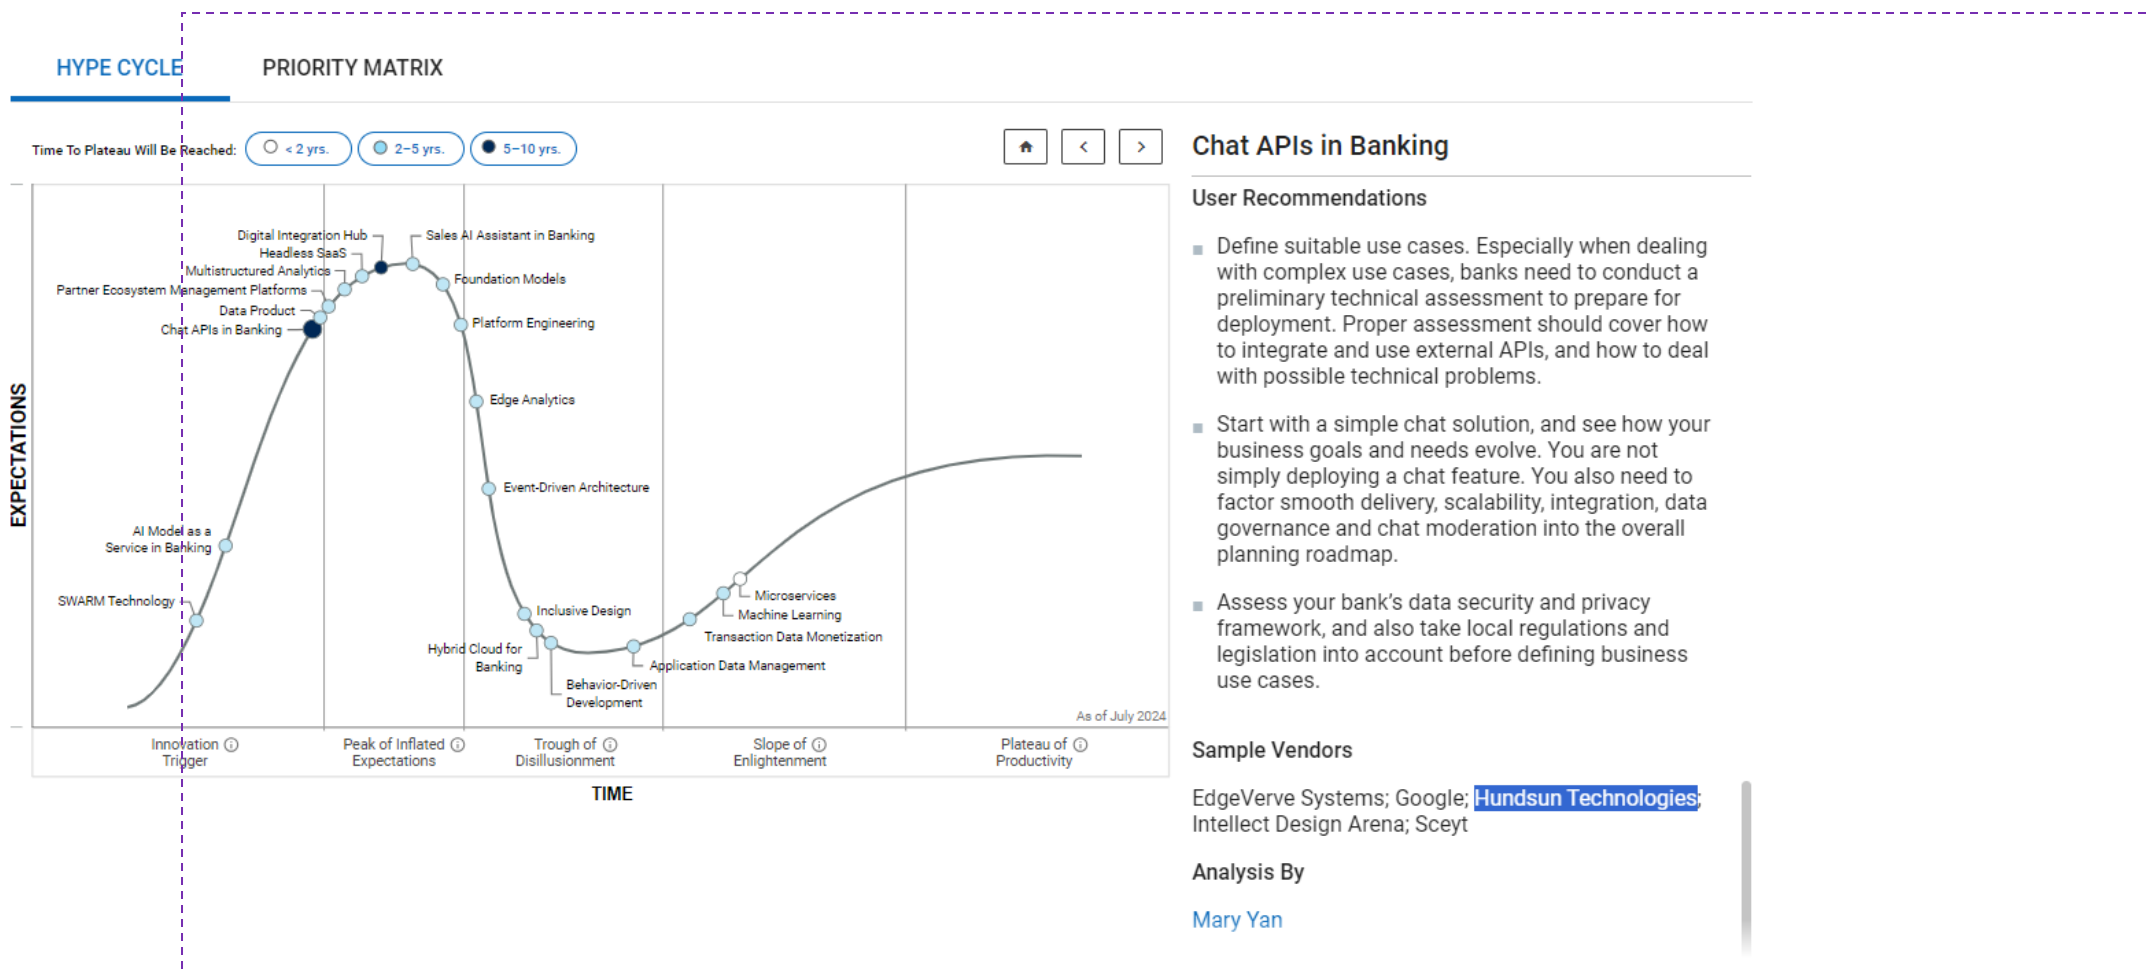 HYPE CYCLE
PRIORITY MATRIX
Time To Plateau Will Be Reached:
< 2 yrs.
2–5 yrs.
5–10 yrs.
EXPECTATIONS
Digital Integration Hub
Sales AI Assistant in Banking
Headless SaaS
Multistructured Analytics
Foundation Models
Partner Ecosystem Management Platforms
Data Product
Platform Engineering
Chat APIs in Banking
Edge Analytics
Event-Driven Architecture
AI Model as a
Service in Banking
SWARM Technology
Inclusive Design
Hybrid Cloud for
Banking
Behavior-Driven
Development
Microservices
Machine Learning
Transaction Data Monetization
Application Data Management
As of July 2024
Innovation
Trigger
Peak of Inflated
Expectations
Trough of
Disillusionment
Slope of
Enlightenment
Plateau of
Productivity
TIME
Chat APIs in Banking
User Recommendations
Define suitable use cases. Especially when dealing
with complex use cases, banks need to conduct a
preliminary technical assessment to prepare for
deployment. Proper assessment should cover how
to integrate and use external APIs, and how to deal
with possible technical problems.
Start with a simple chat solution, and see how your
business goals and needs evolve. You are not
simply deploying a chat feature. You also need to
factor smooth delivery, scalability, integration, data
governance and chat moderation into the overall
planning roadmap.
Assess your bank’s data security and privacy
framework, and also take local regulations and
legislation into account before defining business
use cases.
Sample Vendors
EdgeVerve Systems; Google; Hundsun Technologies;
Intellect Design Arena; Sceyt
Analysis By
Mary Yan